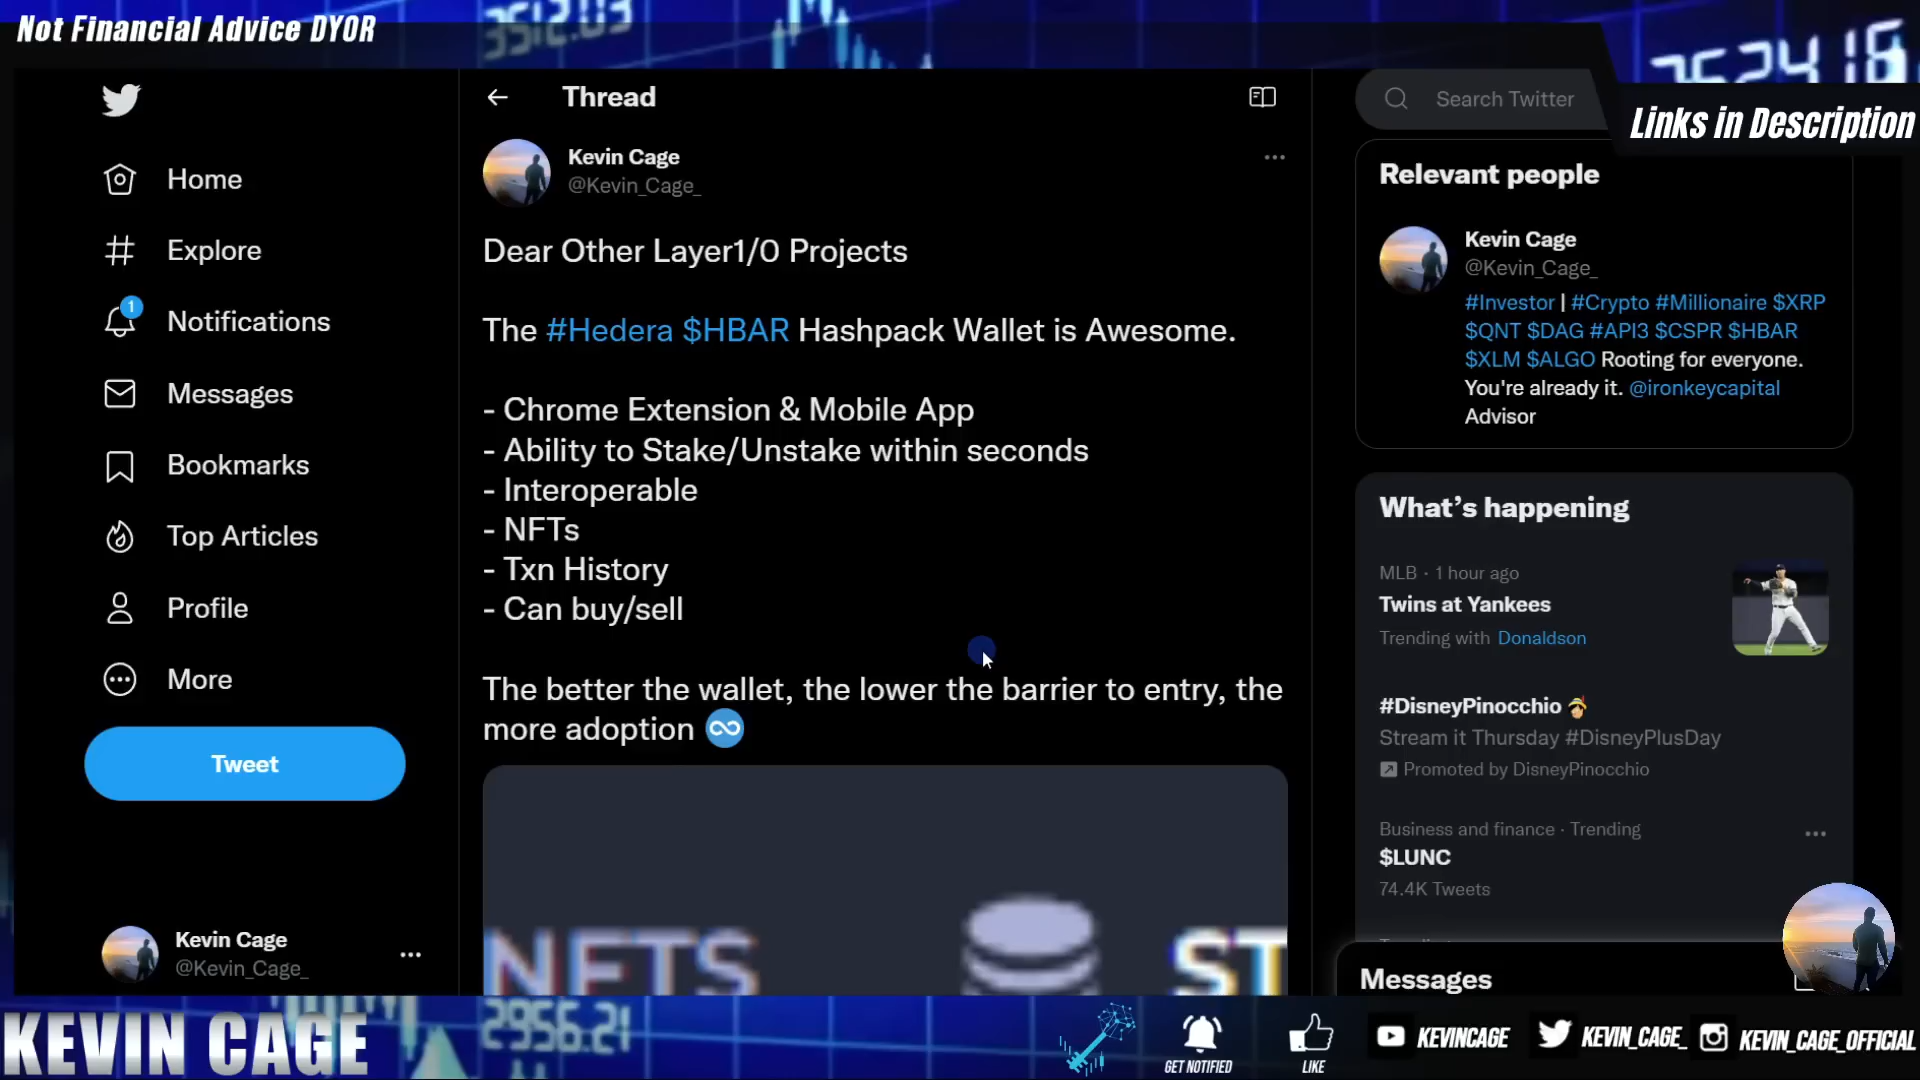 Not Financial Advice DYOR
3512.03
352418
Links in Description
Home
Explore
1
Notifications
Messages
Bookmarks
Top Articles
Profile
More
Tweet
Kevin Cage
@Kevin_Cage_
Thread
Kevin Cage
@Kevin_Cage_
Dear Other Layer1/0 Projects
The #Hedera $HBAR Hashpack Wallet is Awesome.
- Chrome Extension & Mobile App
- Ability to Stake/Unstake within seconds
- Interoperable
- NFTs
- Txn History
- Can buy/sell
The better the wallet, the lower the barrier to entry, the
more adoption
NFTS
ST
Search Twitter
Relevant people
Kevin Cage
@Kevin_Cage_
#Investor | #Crypto #Millionaire $XRP
$QNT $DAG #API3 $CSPR $HBAR
$XLM $ALGO Rooting for everyone.
You're already it. @ironkeycapital
Advisor
What's happening
MLB · 1 hour ago
Twins at Yankees
Trending with Donaldson
#DisneyPinocchio
Stream it Thursday #DisneyPlusDay
Promoted by DisneyPinocchio
Business and finance · Trending
$LUNC
74.4K Tweets
Messages
KEVIN CAGE
2956.21
GET NOTIFIED
LIKE
KEVINCAGE
KEVIN_CAGE_
KEVIN_CAGE_OFFICIAL